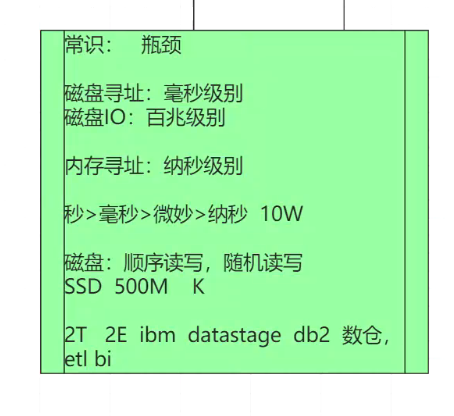 常识： 瓶颈
磁盘寻址：毫秒级别
磁盘IO：百兆级别
内存寻址：纳秒级别
秒>毫秒>微妙>纳秒 10W
磁盘：顺序读写，随机读写
SSD 500M K
2T 2E ibm datastage db2 数仓，
etl bi